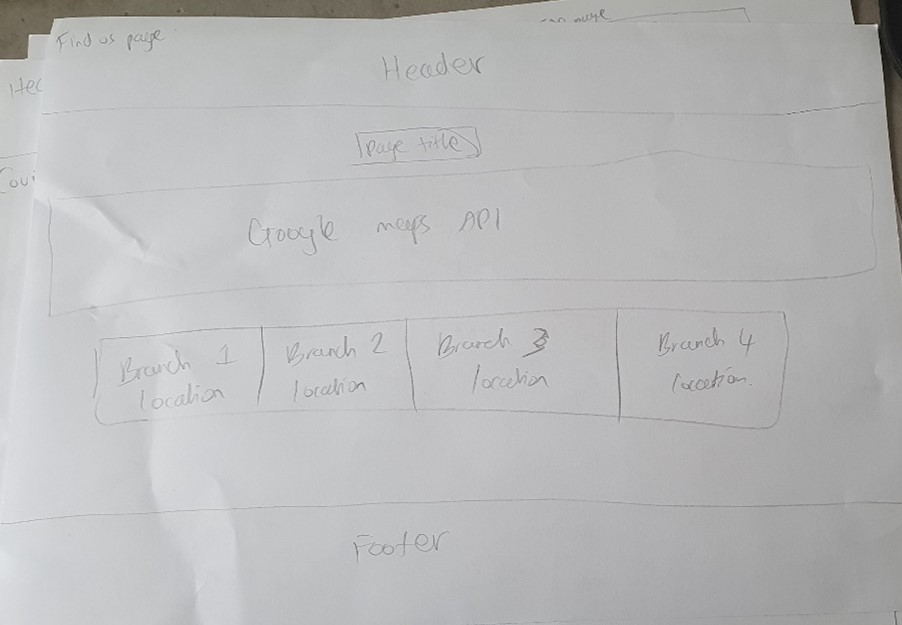 Find us page
Header
page title
Google maps API
Branch 1
location
Branch 2
location
Branch 3
location
Branch 4
location.
Footer